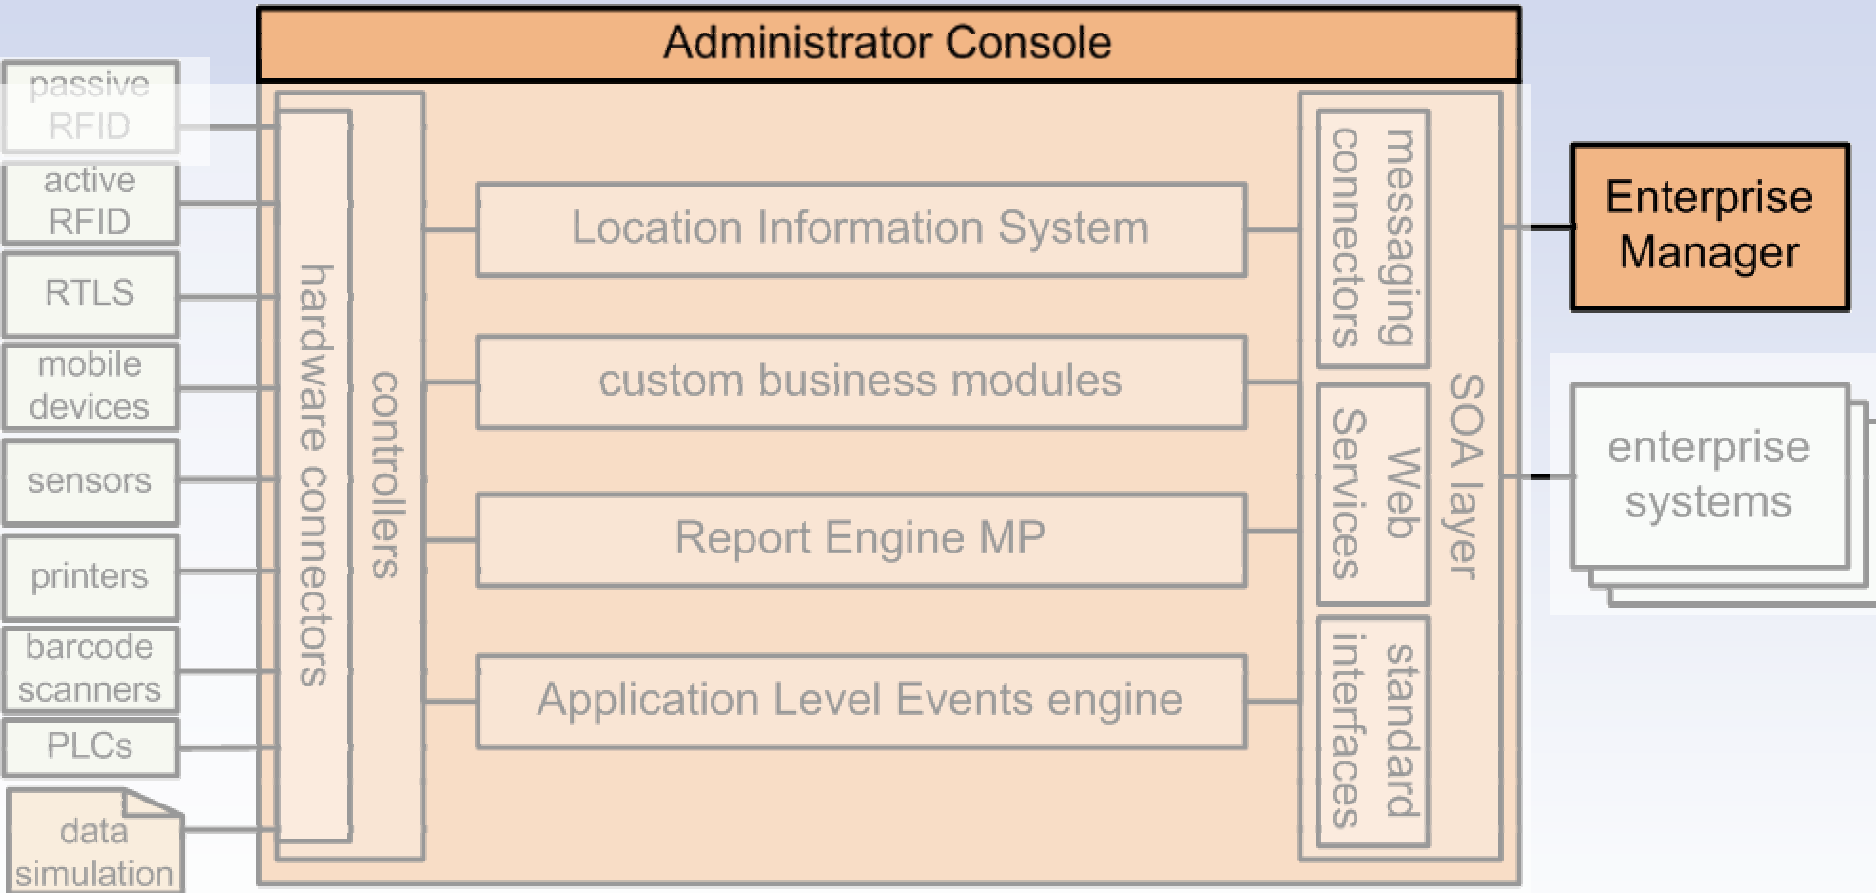 Administrator Console
passive
RFID
active
RFID
RTLS
mobile
devices
sensors
printers
barcode
scanners
PLCs
data
simulation
hardware connectors
controllers
Location Information System
custom business modules
Report Engine MP
Application Level Events engine
messaging
connectors
Web
Services
standard
interfaces
SOA layer
Enterprise
Manager
enterprise
systems